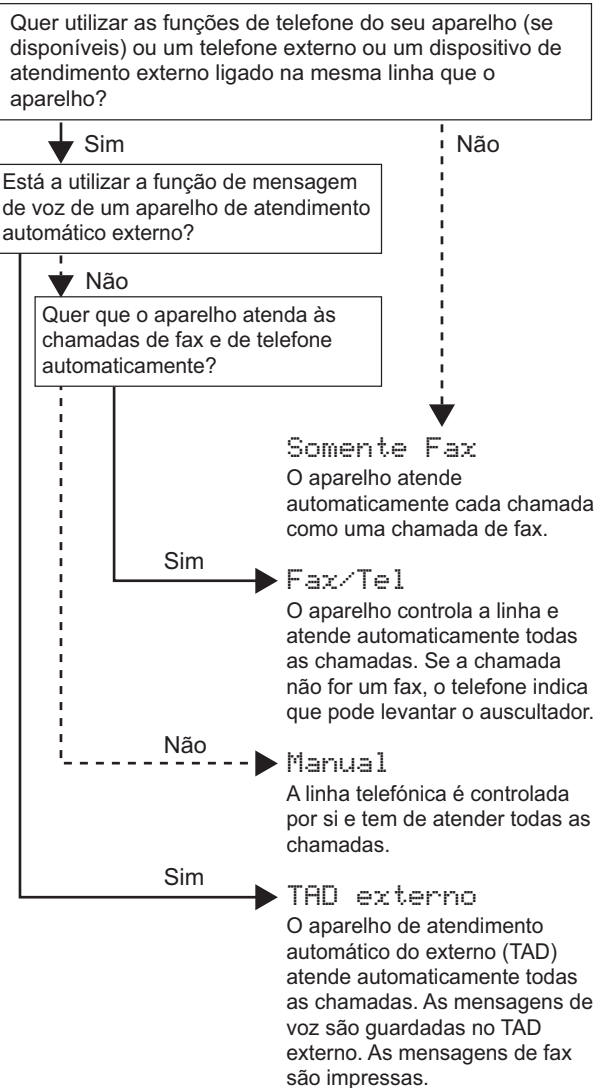 Quer utilizar as funções de telefone do seu aparelho (se
disponíveis) ou um telefone externo ou um dispositivo de
atendimento externo ligado na mesma linha que o
aparelho?
Sim
Não
Está a utilizar a função de mensagem
de voz de um aparelho de atendimento
automático externo?
Não
Quer que o aparelho atenda às
chamadas de fax e de telefone
automaticamente?
Somente Fax
O aparelho atende
automaticamente cada chamada
como uma chamada de fax.
Sim
Fax/Tel
O aparelho controla a linha e
atende automaticamente todas
as chamadas. Se a chamada
não for um fax, o telefone indica
que pode levantar o auscultador.
Não
Manual
A linha telefónica é controlada
por si e tem de atender todas as
chamadas.
Sim
TAD externo
O aparelho de atendimento
automático do externo (TAD)
atende automaticamente todas
as chamadas. As mensagens de
voz são guardadas no TAD
externo. As mensagens de fax
são impressas.